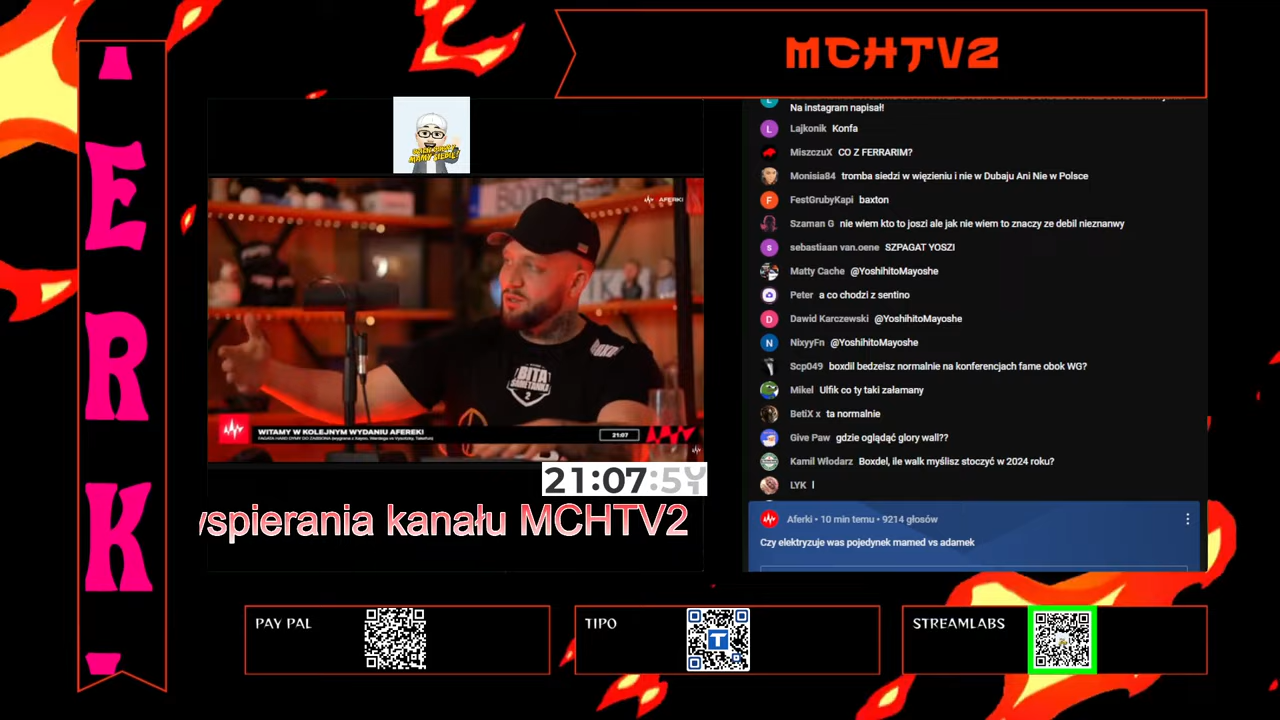 MCHTV2
E
R
K
MAMY CIEBIE!
AFERKI
BITA
ŚMIETANKA
2
WITAMY W KOLEJNYM WYDANIU AFEREK!
21:07
21:07:5
wspierania kanału MCHTV2
Na instagram napisał!
L Lajkonik Konfa
MiszczuX CO Z FERRARIM?
Monisia84 tromba siedzi w więzieniu i nie w Dubaju Ani Nie w Polsce
F FestGrubyKapi baxton
Szaman G nie wiem kto to joszi ale jak nie wiem to znaczy ze debil nieznanwy
s sebastiaan van.oene SZPAGAT YOSZI
Matty Cache @YoshihitoMayoshe
Peter a co chodzi z sentino
D Dawid Karczewski @YoshihitoMayoshe
N NixyyFn @YoshihitoMayoshe
Scp049 boxdil bedzeisz normalnie na konferencjach fame obok WG?
Mikel Ulfik co ty taki załamany
BetiX x ta normalnie
Give Paw gdzie oglądąć glory wall??
Kamil Włodarz Boxdel, ile walk myślisz stoczyć w 2024 roku?
LYK I
Aferki • 10 min temu • 9214 głosów
Czy elektryzuje was pojedynek mamed vs adamek
PAY PAL
TIPO
T
STREAMLABS